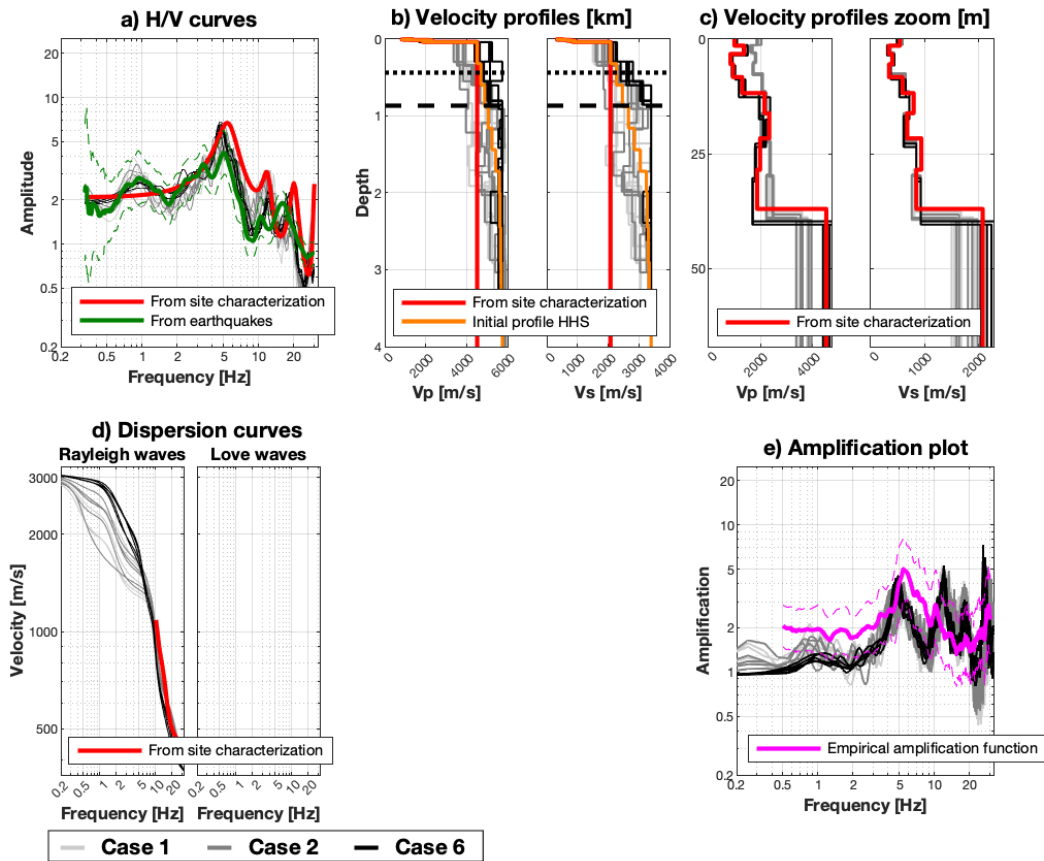 a) H/V curves
20
10
5
2
1
0.5
0.2
Amplitude
0.2
0.5
1
2
5
10
20
Frequency [Hz]
From site characterization
From earthquakes
b) Velocity profiles [km]
0
1
2
3
4
Depth
0
2000
4000
6000
Vp [m/s]
0
1000
2000
3000
4000
Vs [m/s]
From site characterization
Initial profile HHS
c) Velocity profiles zoom [m]
0
25
50
0
2000
4000
Vp [m/s]
0
1000
2000
Vs [m/s]
From site characterization
d) Dispersion curves
Rayleigh waves
Love waves
3000
2000
1000
500
Velocity [m/s]
0.2
0.5
1
2
5
10
20
Frequency [Hz]
0.2
0.5
1
2
5
10
20
Frequency [Hz]
From site characterization
e) Amplification plot
20
10
5
2
1
0.2
Amplification
0.2
0.5
1
2
5
10
20
Frequency [Hz]
Empirical amplification function
Case 1
Case 2
Case 6